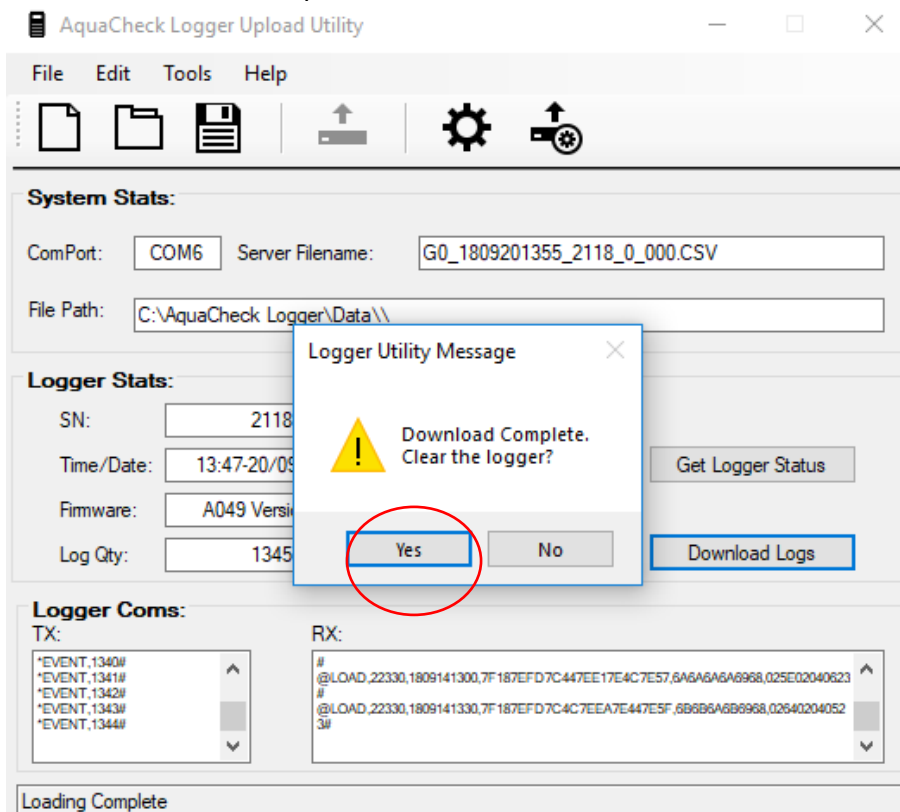 AquaCheck Logger Upload Utility
File Edit Tools Help
System Stats:
ComPort: COM6 Server Filename: G0_1809201355_2118_0_000.CSV
File Path: C:\AquaCheck Logger\Data\\
Logger Utility Message
Logger Stats:
SN: 2118
Download Complete.
Clear the logger?
Time/Date: 13:47-20/09
Get Logger Status
Firmware: A049 Versi
Log Qty: 1345
Yes No
Download Logs
Logger Coms:
TX: RX:
*EVENT,1340#
*EVENT,1341#
*EVENT,1342#
*EVENT,1343#
*EVENT,1344#
#
@LOAD,22330,1809141300,7F187EFD7C447EE17E4C7E57,6A6A6A6A6968,025E02040623
#
@LOAD,22330,1809141330,7F187EFD7C4C7EEA7E447E5F,6B6B6A6B6968,02640204052
3#
Loading Complete